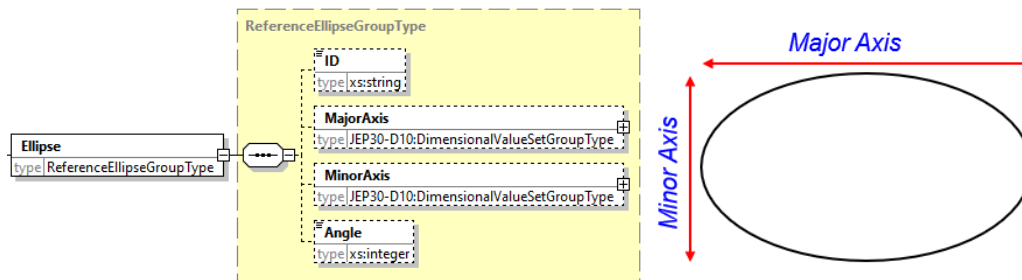 ReferenceEllipseGroupType
ID
type xs:string
MajorAxis
type JEP30-D10:DimensionalValueSetGroupType
Ellipse
type ReferenceEllipseGroupType
MinorAxis
type JEP30-D10:DimensionalValueSetGroupType
Angle
type xs:integer
Major Axis
Minor Axis